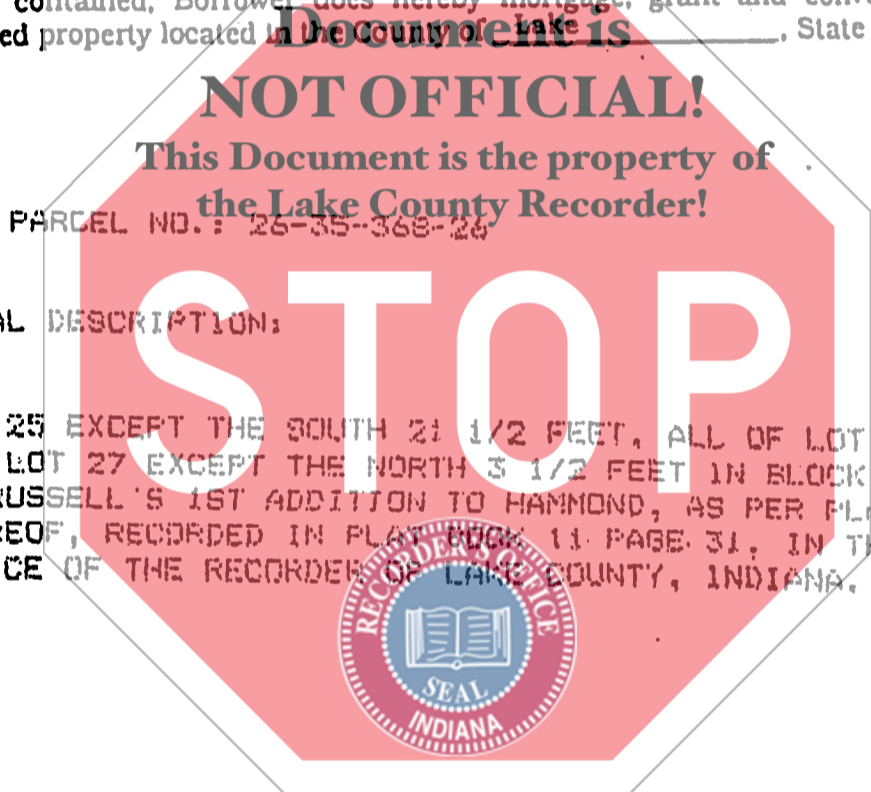 contained, Borrower does hereby mortgage, grant and conv
ed property located in the County of Lake, State
Document is
NOT OFFICIAL!
This Document is the property of
the Lake County Recorder!
PARCEL NO.: 26-35-368-26
AL DESCRIPTION:
STOP
25 EXCEPT THE SOUTH 21 1/2 FEET, ALL OF LOT
LOT 27 EXCEPT THE NORTH 3 1/2 FEET IN BLOCK
RUSSELL'S 1ST ADDITION TO HAMMOND, AS PER PLA
REOF, RECORDED IN PLAT BOOK 11 PAGE 31, IN TH
CE OF THE RECORDER OF LAKE COUNTY, INDIANA.
RECORDER'S OFFICE
SEAL
INDIANA